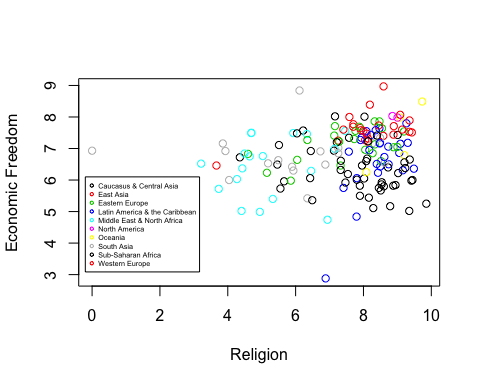 9
8
7
6
5
4
3
Economic Freedom
Caucasus & Central Asia
East Asia
Eastern Europe
Latin America & the Caribbean
Middle East & North Africa
North America
Oceania
South Asia
Sub-Saharan Africa
Western Europe
0 2 4 6 8 10
Religion